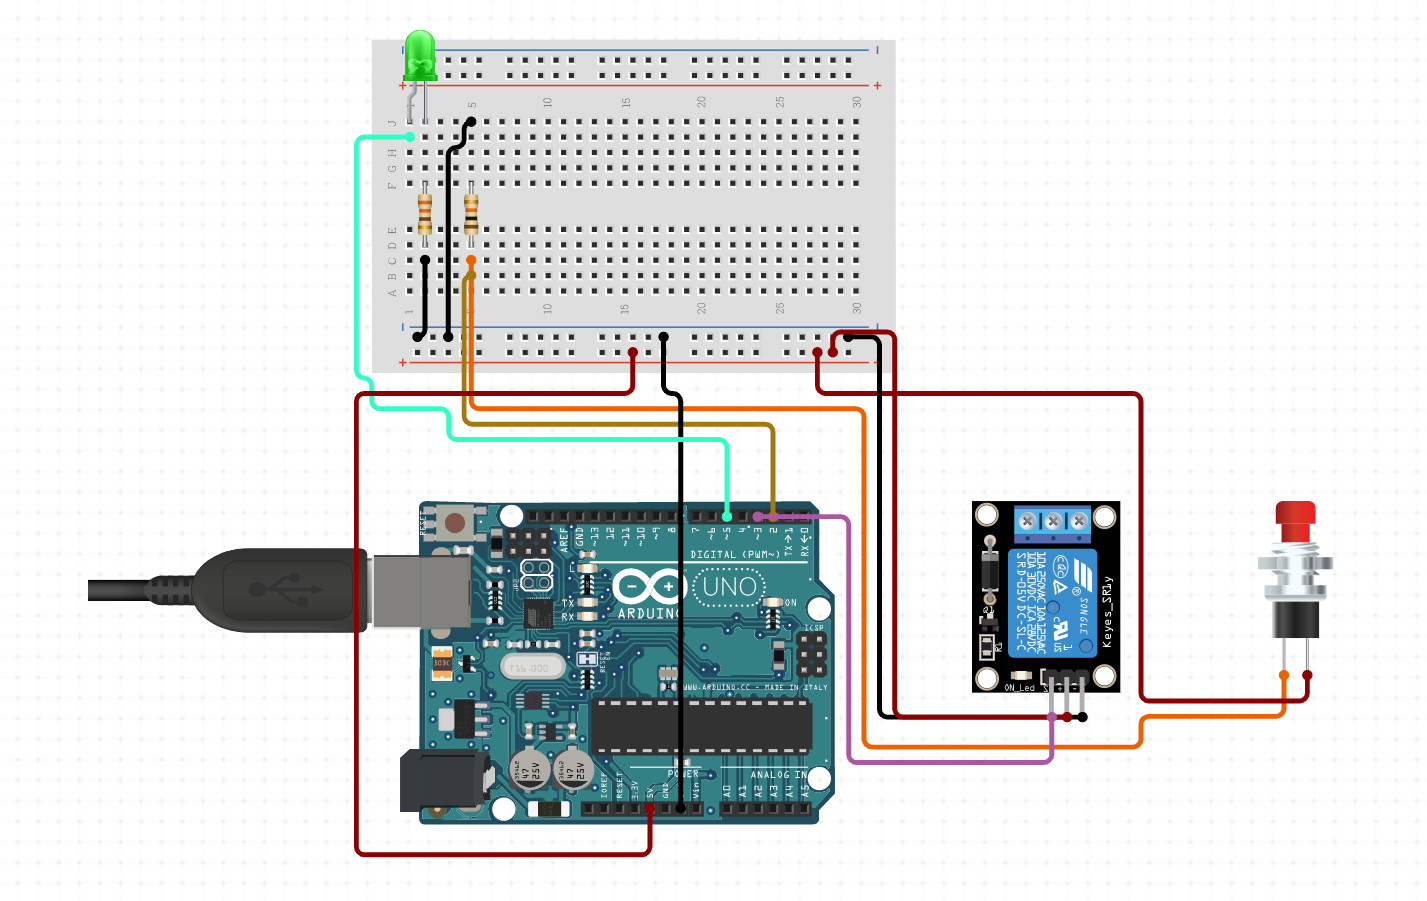 1 5 10 15 20 25 30
J
H
G
F
E
D
C
B
A
1 10 15 20 25 30
RESET
AREF
GND
~13
12
~11
~10
~9
8
7
~6
~5
4
~3
2
TX→1
RX←0
DIGITAL (PWM~)
L
TX
RX
ARDUINO
UNO
ON
ICSP
T16.000
WWW.ARDUINO.CC - MADE IN ITALY
47
25V
47
25V
POWER
ANALOG IN
IOREF
RESET
3.3V
5V
GND
Vin
A0
A1
A2
A3
A4
A5
SONGLE
10A 250VAC 10A 125VAC
10A 30VDC 10A 28VDC
SRD-05VDC-SL-C
CQC
Keyes_SR1y
R1
ON_Led
S